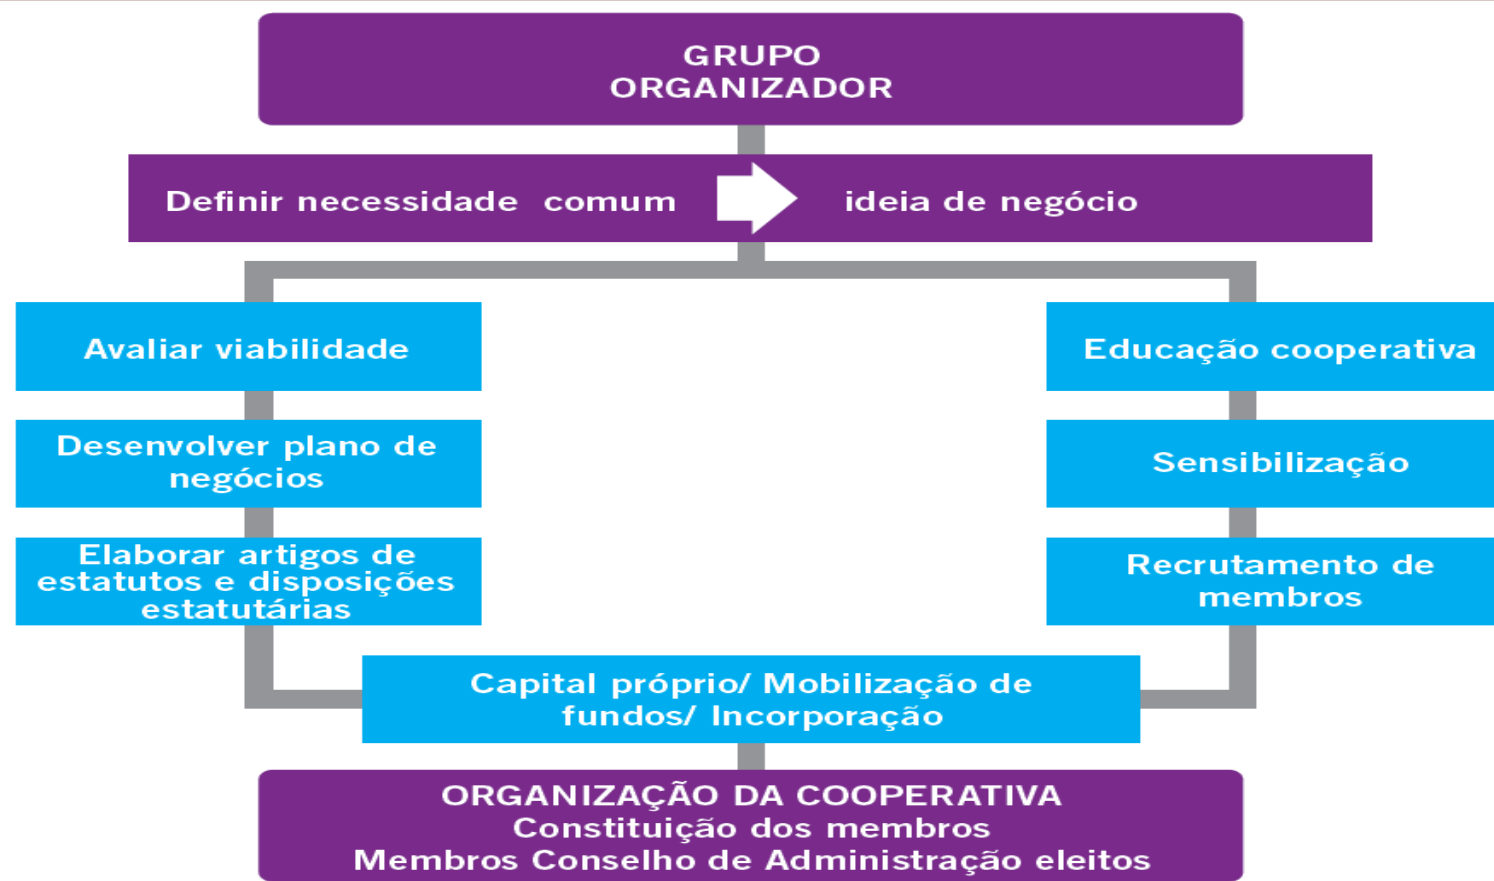 GRUPO
ORGANIZADOR
Definir necessidade comum
ideia de negócio
Avaliar viabilidade
Desenvolver plano de
negócios
Elaborar artigos de
estatutos e disposições
estatutárias
Educação cooperativa
Sensibilização
Recrutamento de
membros
Capital próprio/ Mobilização de
fundos/ Incorporação
ORGANIZAÇÃO DA COOPERATIVA
Constituição dos membros
Membros Conselho de Administração eleitos